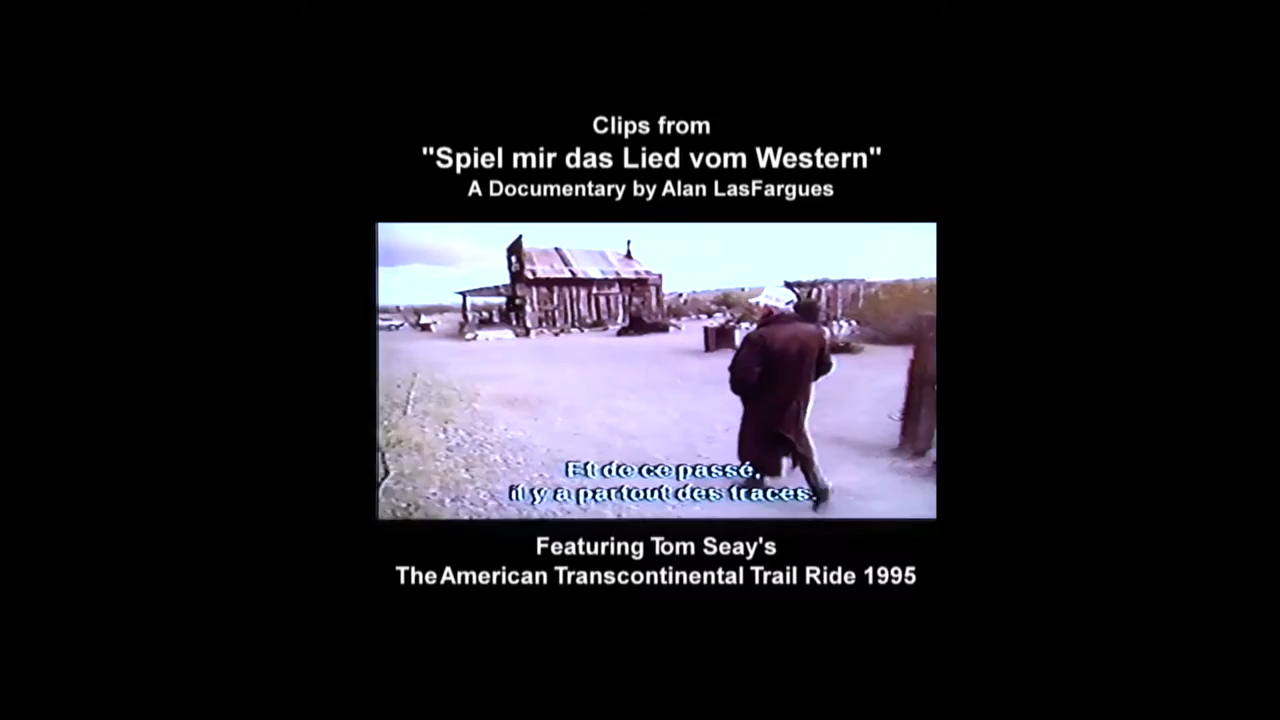 Clips from
"Spiel mir das Lied vom Western"
A Documentary by Alan LasFargues
Et de ce passé,
il y a partout des traces.
Featuring Tom Seay's
The American Transcontinental Trail Ride 1995